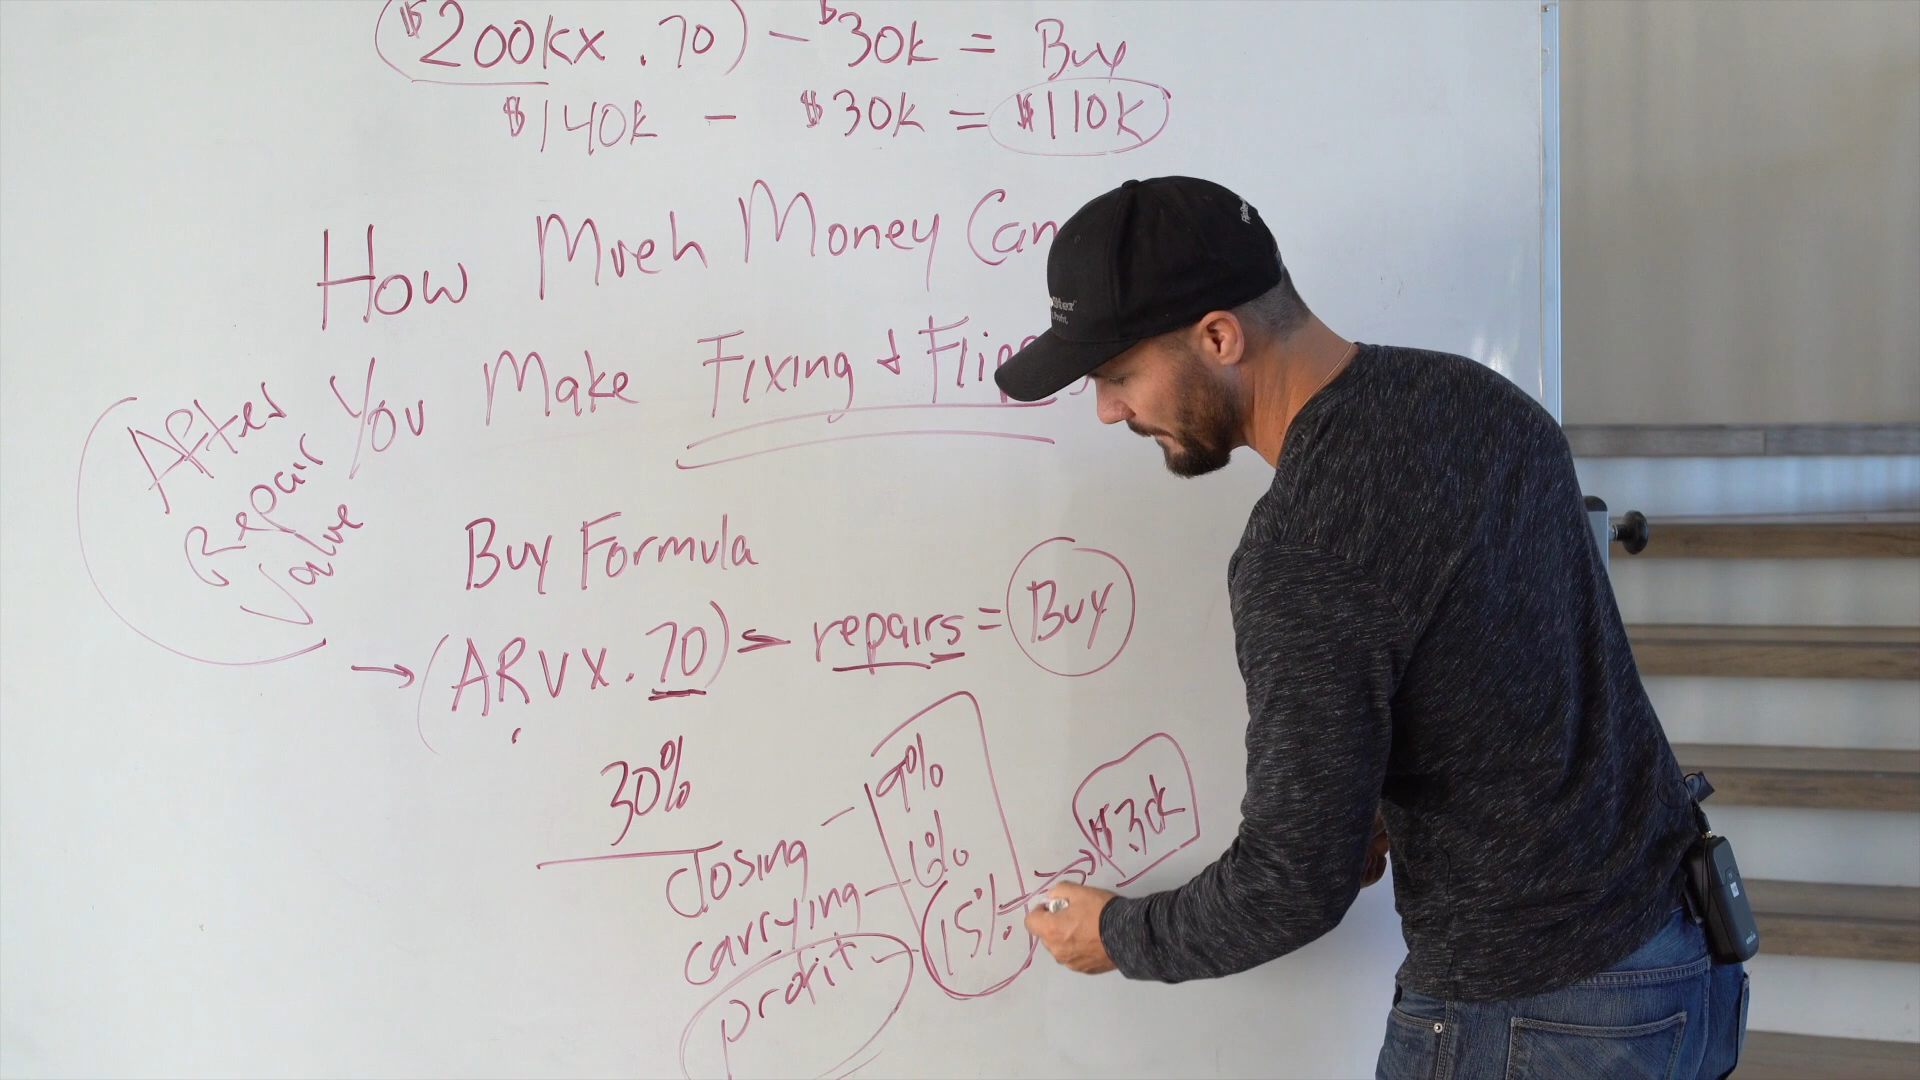 ($200K x .70) - $30k = Buy
$140k - $30k = $110k
How Much Money Can
You Make Fixing & Flip
After
Repair
Value
Buy Formula
→ (ARV x .70) - repairs = Buy
30%
closing - 9%
carrying - 6%
profit - 15% → $30k